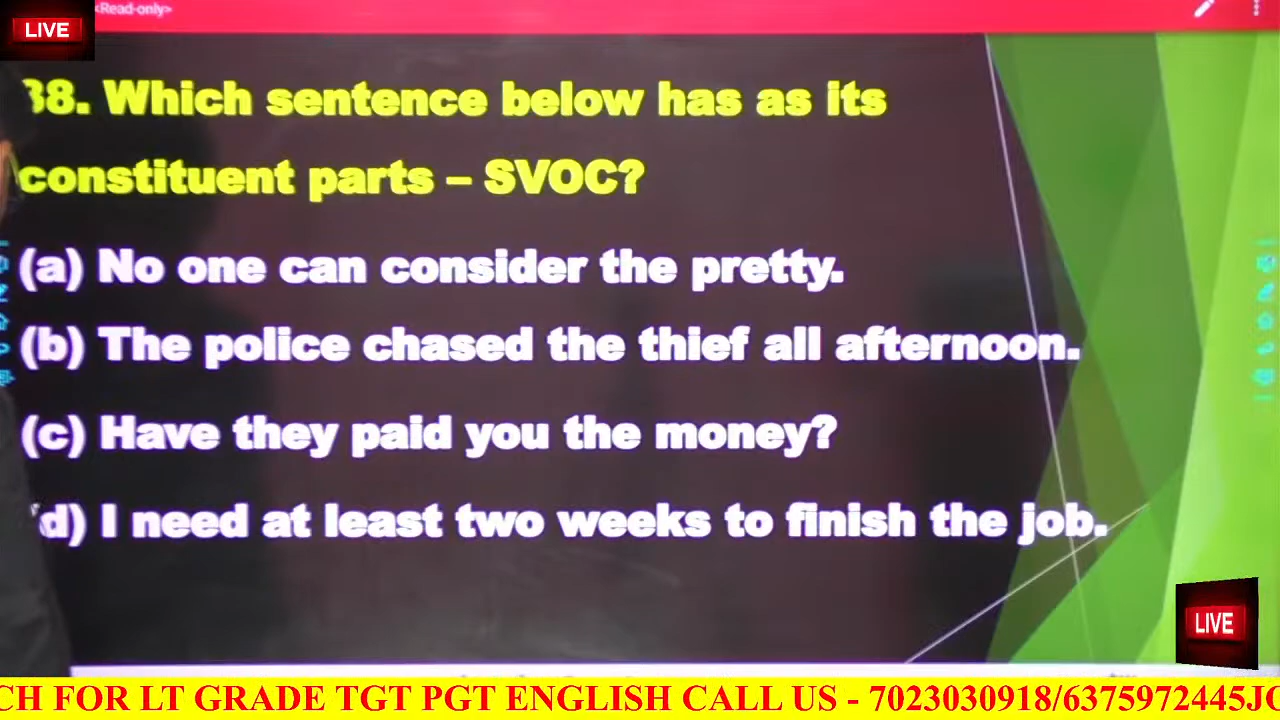 LIVE
<Read-only>
38. Which sentence below has as its
constituent parts – SVOC?
(a) No one can consider the pretty.
(b) The police chased the thief all afternoon.
(c) Have they paid you the money?
(d) I need at least two weeks to finish the job.
LIVE
CH FOR LT GRADE TGT PGT ENGLISH CALL US - 7023030918/6375972445JO